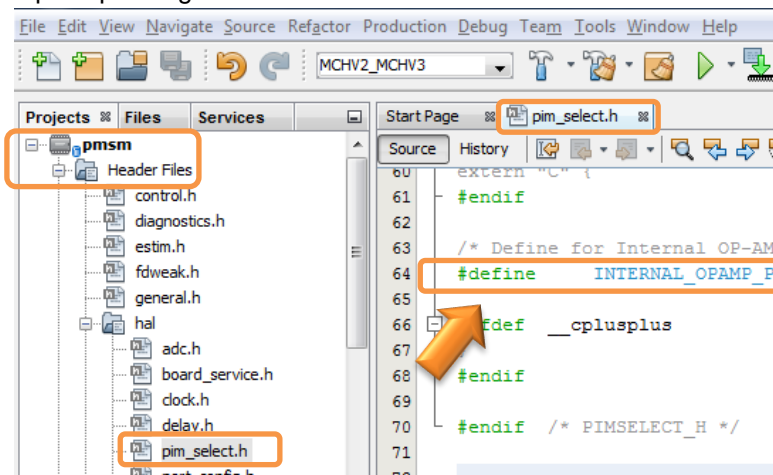 File Edit View Navigate Source Refactor Production Debug Team Tools Window Help
MCHV2_MCHV3
Projects Files Services
Start Page pim_select.h
pmsm
Source History
Header Files
control.h
diagnostics.h
estim.h
fdweak.h
general.h
hal
adc.h
board_service.h
clock.h
delay.h
pim_select.h
60 extern "C" {
61 #endif
62
63 /* Define for Internal OP-AM
64 #define INTERNAL_OPAMP_P
65
66 fdef __cplusplus
67
68 #endif
69
70 #endif /* PIMSELECT_H */
71